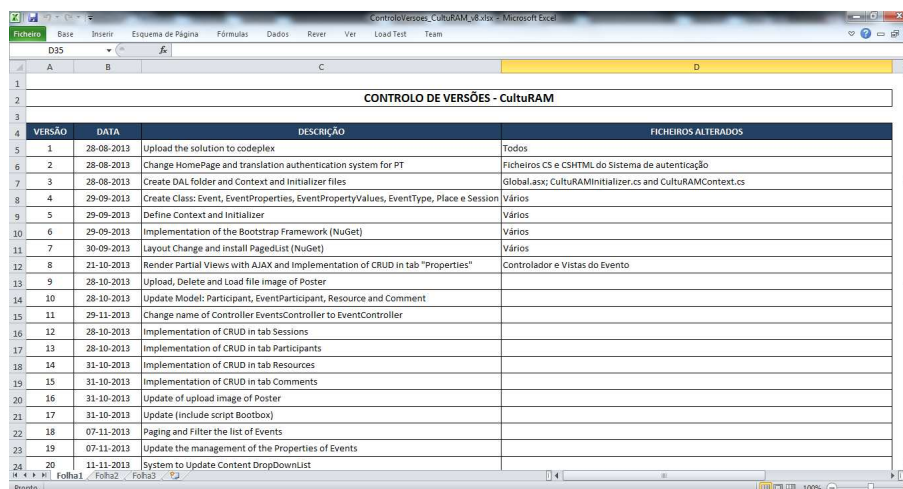 ControloVersoes_CultuRAM_v8.xlsx - Microsoft Excel
Ficheiro Base Inserir Esquema de Página Fórmulas Dados Rever Ver Load Test Team
D35 fx
A B C D
1
2 CONTROLO DE VERSÕES - CultuRAM
3
4 VERSÃO DATA DESCRIÇÃO FICHEIROS ALTERADOS
5 1 28-08-2013 Upload the solution to codeplex Todos
6 2 28-08-2013 Change HomePage and translation authentication system for PT Ficheiros CS e CSHTML do Sistema de autenticação
7 3 28-08-2013 Create DAL folder and Context and Initializer files Global.asx; CultuRAMInitializer.cs and CultuRAMContext.cs
8 4 29-09-2013 Create Class: Event, EventProperties, EventPropertyValues, EventType, Place e Session Vários
9 5 29-09-2013 Define Context and Initializer Vários
10 6 29-09-2013 Implementation of the Bootstrap Framework (NuGet) Vários
11 7 30-09-2013 Layout Change and install PagedList (NuGet) Vários
12 8 21-10-2013 Render Partial Views with AJAX and Implementation of CRUD in tab "Properties" Controlador e Vistas do Evento
13 9 28-10-2013 Upload, Delete and Load file image of Poster
14 10 28-10-2013 Update Model: Participant, EventParticipant, Resource and Comment
15 11 29-11-2013 Change name of Controller EventsController to EventController
16 12 28-10-2013 Implementation of CRUD in tab Sessions
17 13 28-10-2013 Implementation of CRUD in tab Participants
18 14 31-10-2013 Implementation of CRUD in tab Resources
19 15 31-10-2013 Implementation of CRUD in tab Comments
20 16 31-10-2013 Update of upload image of Poster
21 17 31-10-2013 Update (include script Bootbox)
22 18 07-11-2013 Paging and Filter the list of Events
23 19 07-11-2013 Update the management of the Properties of Events
24 20 11-11-2013 System to Update Content DropDownList
Folha1 Folha2 Folha3
Pronto 100%